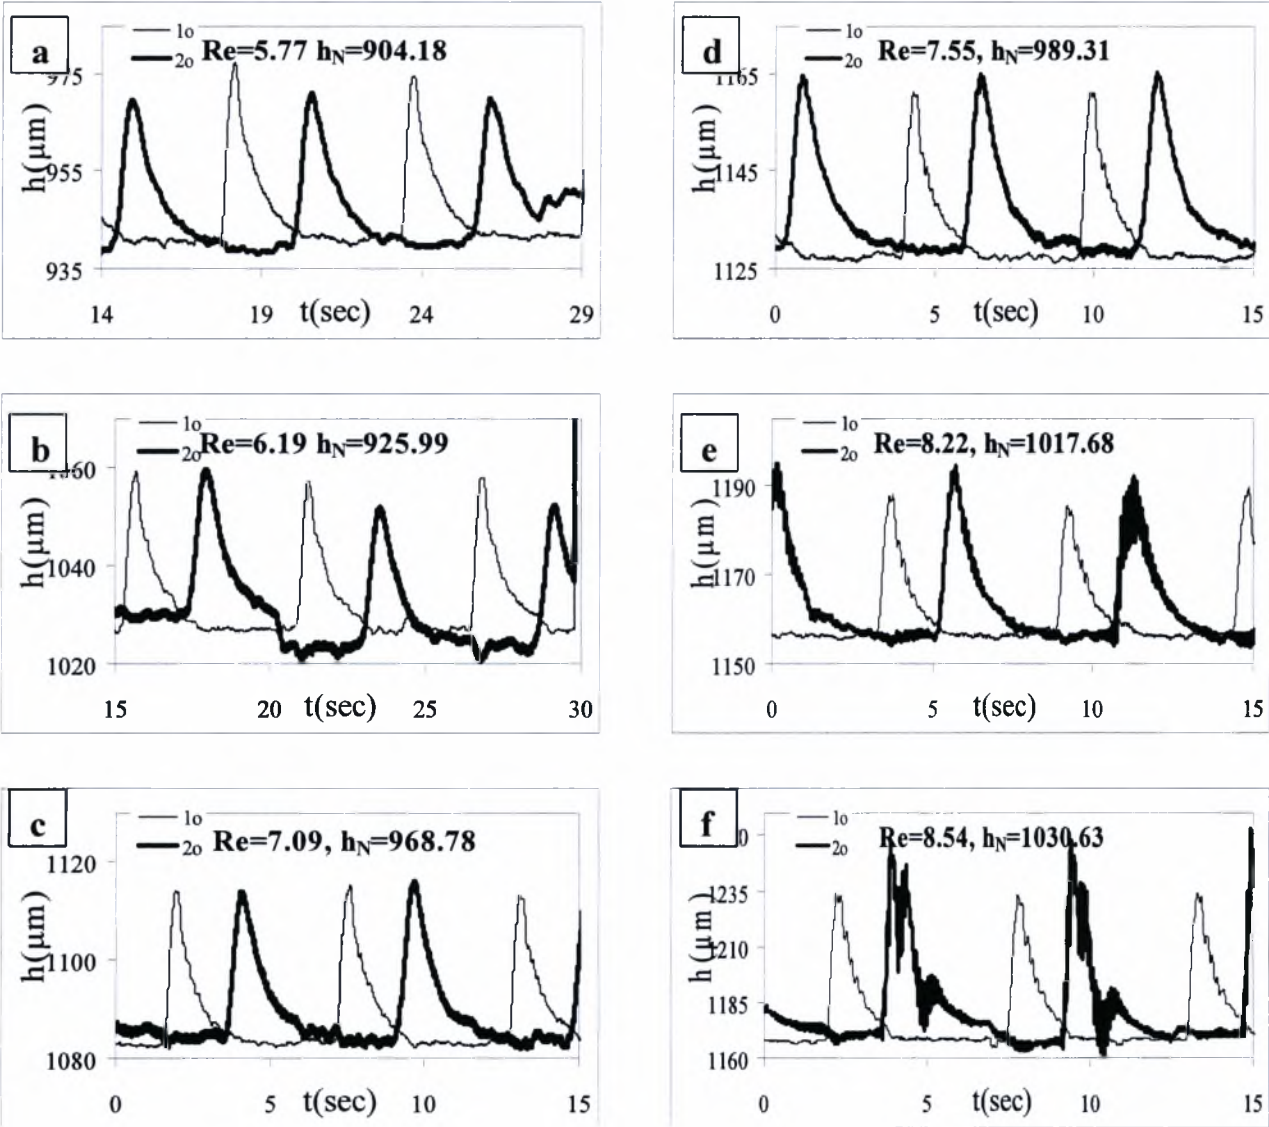 a
1o
2o
Re=5.77 hN=904.18
975
955
935
h(μm)
14 19 t(sec) 24 29
d
1o
2o
Re=7.55, hN=989.31
1165
1145
1125
h(μm)
0 5 t(sec) 10 15
b
1o
2o
Re=6.19 hN=925.99
1060
1040
1020
h(μm)
15 20 t(sec) 25 30
e
1o
2o
Re=8.22, hN=1017.68
1190
1170
1150
h(μm)
0 5 t(sec) 10 15
c
1o
2o
Re=7.09, hN=968.78
1120
1100
1080
h(μm)
0 5 t(sec) 10 15
f
1o
2o
Re=8.54, hN=1030.63
1235
1210
1185
1160
h(μm)
0 5 t(sec) 10 15